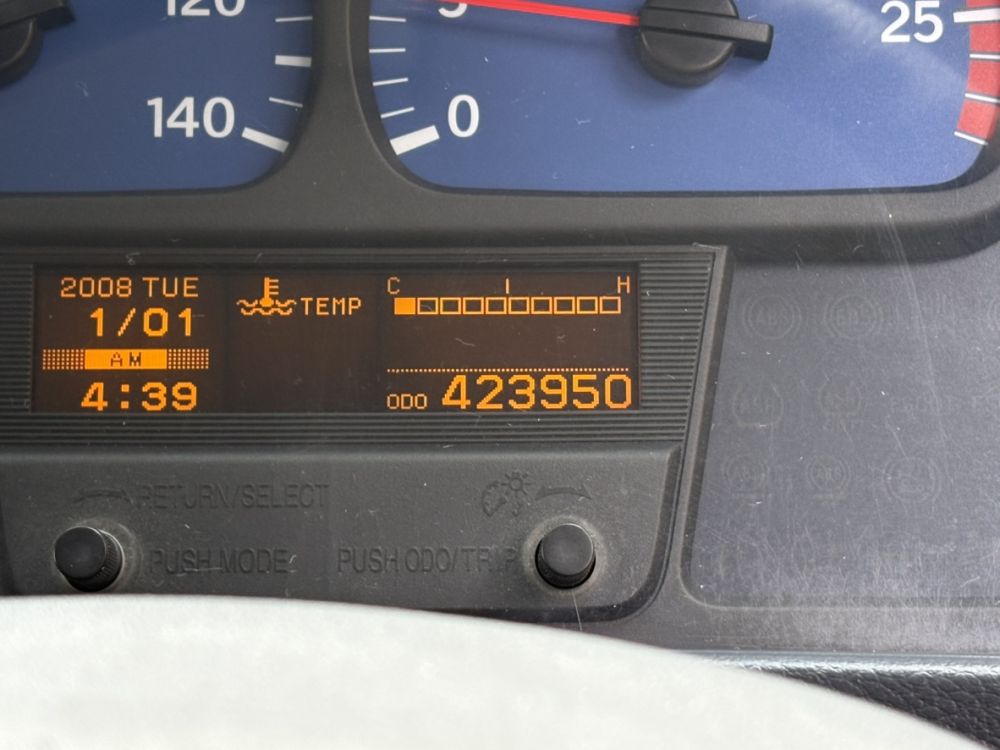 120
140
5
0
25
2008 TUE
1/01
AM
4:39
TEMP
C H
ODO 423950
RETURN/SELECT
PUSH MODE
PUSH ODO/TRIP